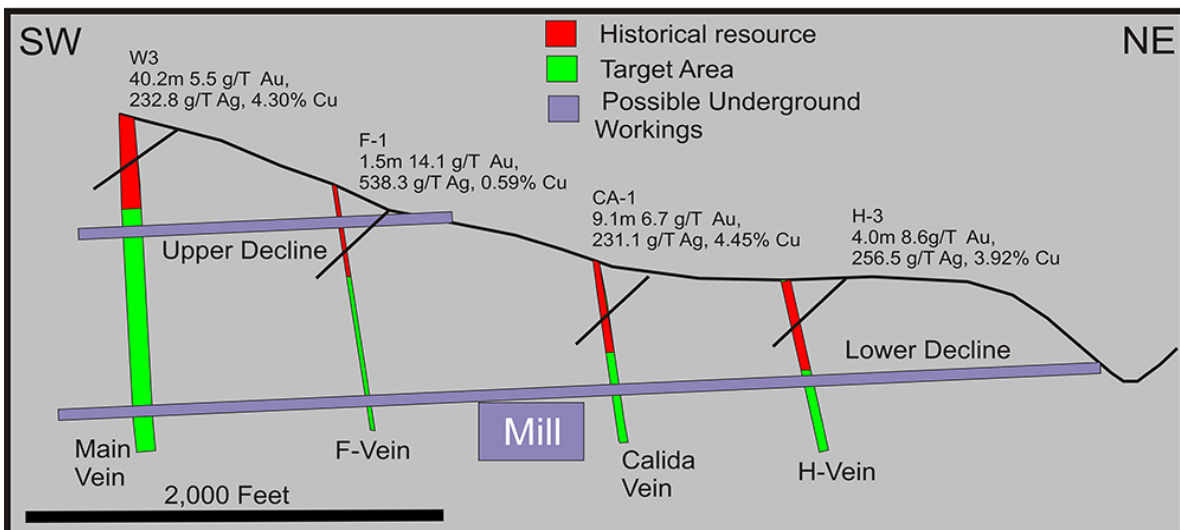 SW
NE
Historical resource
Target Area
Possible Underground
Workings
W3
40.2m 5.5 g/T  Au,
232.8 g/T Ag, 4.30% Cu
F-1
1.5m 14.1 g/T  Au,
538.3 g/T Ag, 0.59% Cu
CA-1
9.1m 6.7 g/T  Au,
231.1 g/T Ag, 4.45% Cu
H-3
4.0m 8.6g/T Au,
256.5 g/T Ag, 3.92% Cu
Upper Decline
Lower Decline
Mill
Main
Vein
F-Vein
Calida
Vein
H-Vein
2,000 Feet